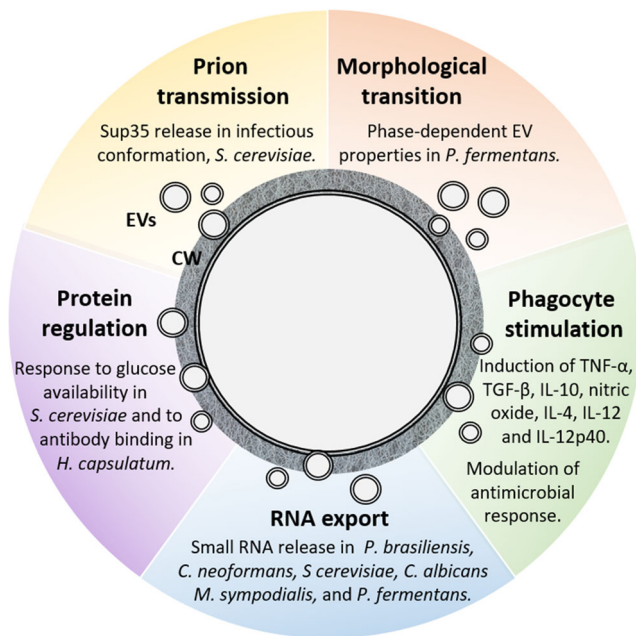 Prion
transmission
Sup35 release in infectious
conformation, S. cerevisiae.
Morphological
transition
Phase-dependent EV
properties in P. fermentans.
EVs
CW
Protein
regulation
Response to glucose
availability in
S. cerevisiae and to
antibody binding in
H. capsulatum.
Phagocyte
stimulation
Induction of TNF-α,
TGF-β, IL-10, nitric
oxide, IL-4, IL-12
and IL-12p40.
Modulation of
antimicrobial
response.
RNA export
Small RNA release in P. brasiliensis,
C. neoformans, S cerevisiae, C. albicans
M. sympodialis, and P. fermentans.